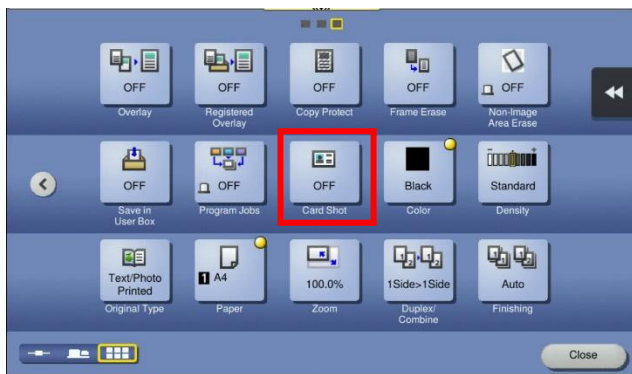 OFF
Overlay
OFF
Registered
Overlay
OFF
Copy Protect
OFF
Frame Erase
OFF
Non-Image
Area Erase
OFF
Save in
User Box
OFF
Program Jobs
OFF
Card Shot
Black
Color
Standard
Density
Text/Photo
Printed
Original Type
1 A4
Paper
100.0%
Zoom
1Side>1Side
Duplex/
Combine
Auto
Finishing
Close